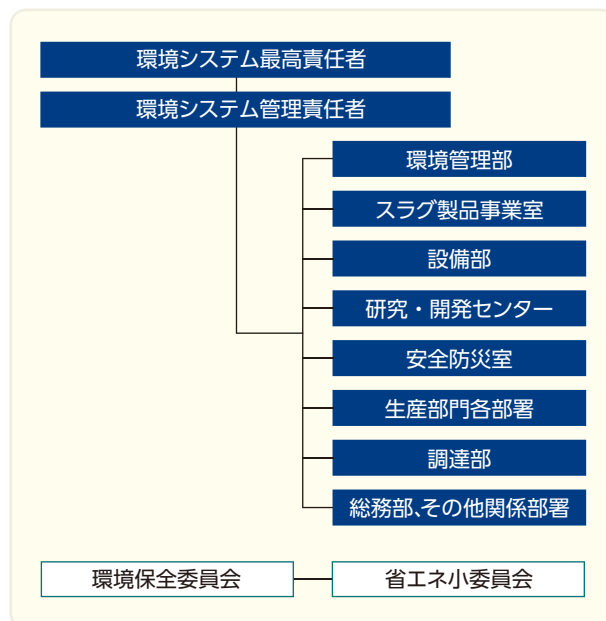 環境システム最高責任者
環境システム管理責任者
環境管理部
スラグ製品事業室
設備部
研究・開発センター
安全防災室
生産部門各部署
調達部
総務部、その他関係部署
環境保全委員会
省エネ小委員会